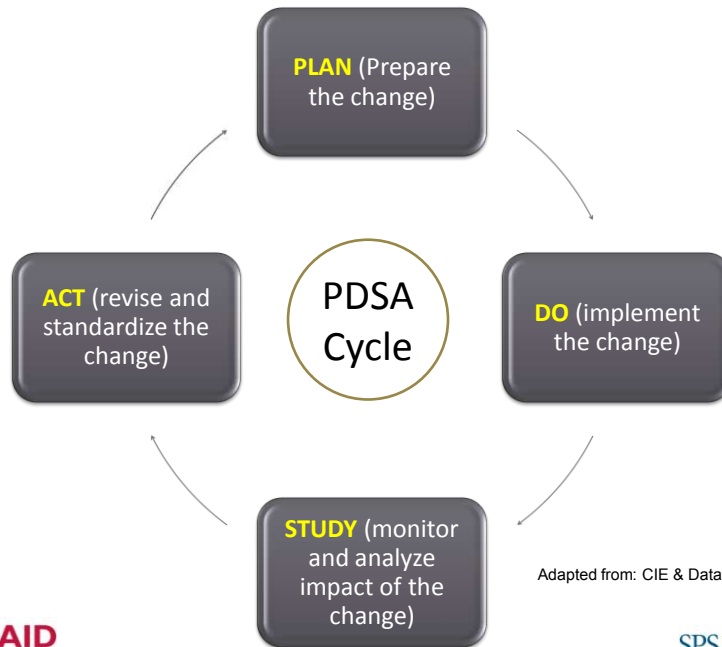 PLAN (Prepare
the change)
ACT (revise and
standardize the
change)
PDSA
Cycle
DO (implement
the change)
STUDY (monitor
and analyze
impact of the
change)
Adapted from: CIE & Data
AID
SPS